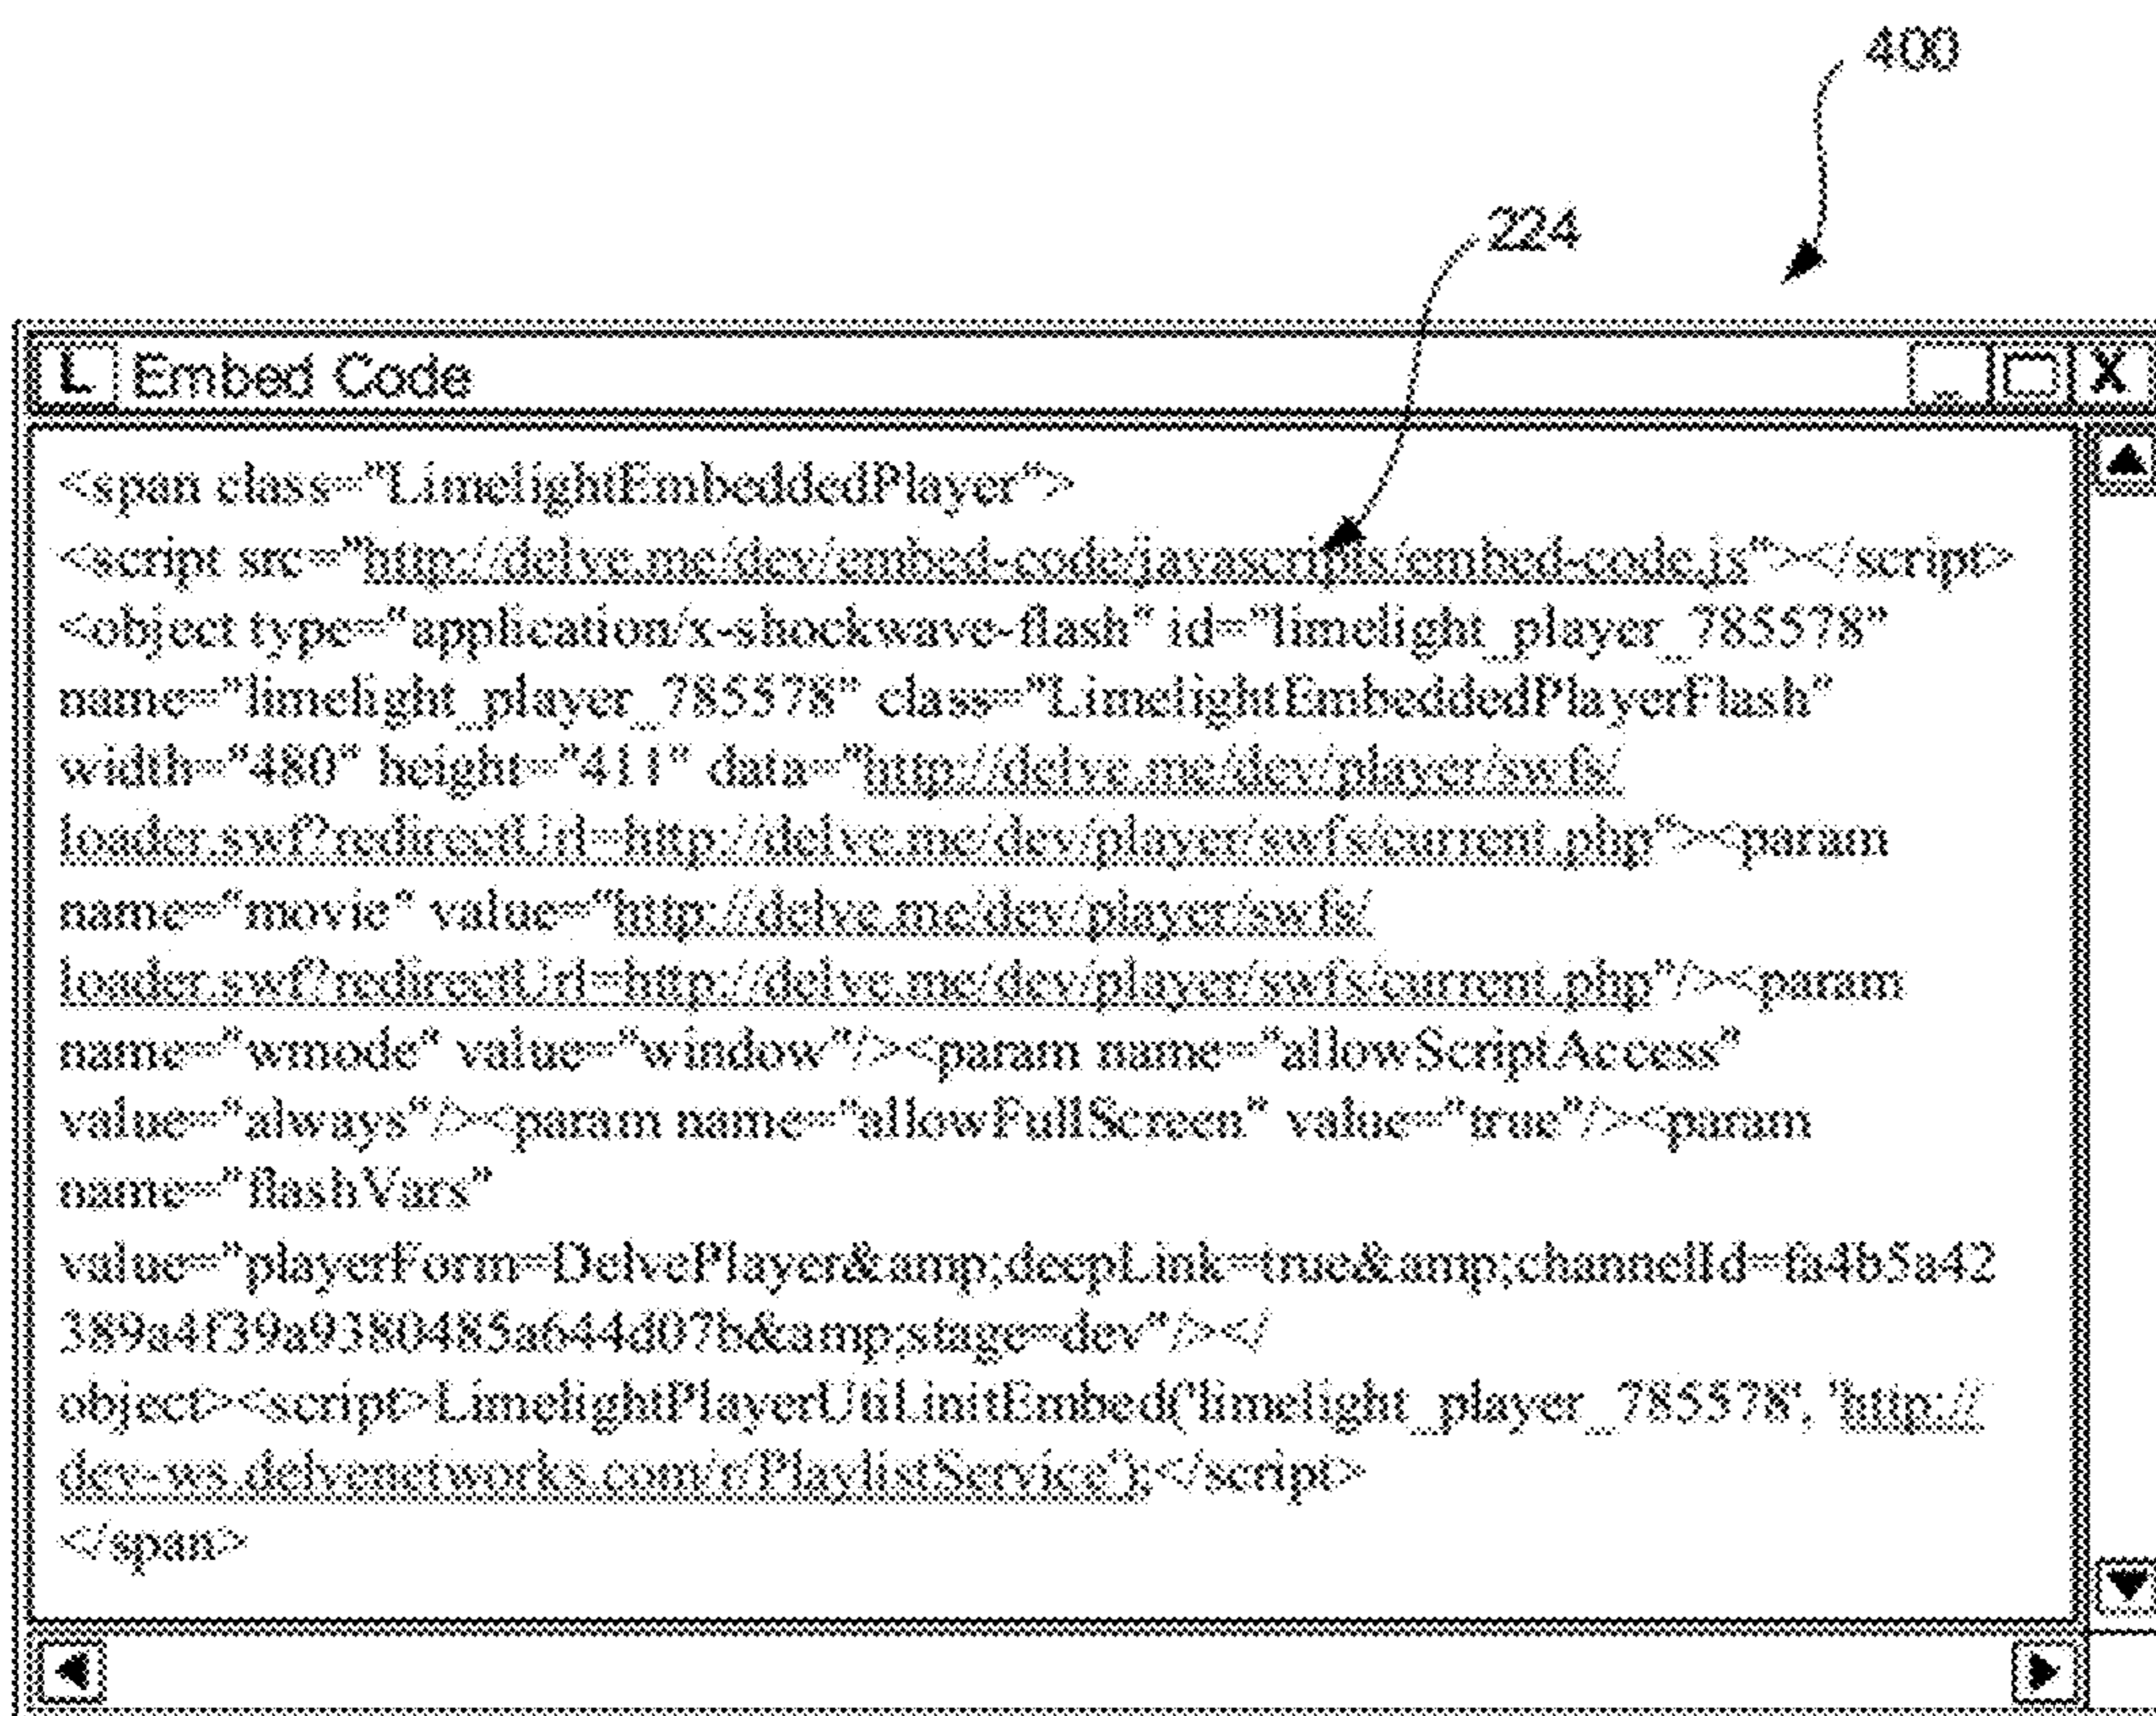 400
224
L Embed Code _ X
<span class="LimelightEmbeddedPlayer">
<script src="http://delve.me/dev/embed-code/javascripts/embed-code.js"></script>
<object type="application/x-shockwave-flash" id="limelight_player_785578"
name="limelight_player_785578" class="LimelightEmbeddedPlayerFlash"
width="480" height="411" data="http://delve.me/dev/player/swfs/
loader.swf?redirectUrl=http://delve.me/dev/player/swfs/current.php"><param
name="movie" value="http://delve.me/dev/player/swfs/
loader.swf?redirectUrl=http://delve.me/dev/player/swfs/current.php"/><param
name="wmode" value="window"/><param name="allowScriptAccess"
value="always"/><param name="allowFullScreen" value="true"/><param
name="flashVars"
value="playerForm=DelvePlayer&amp;deepLink=true&amp;channelId=fa4b5a42
389a4f39a9380485a644d07b&amp;stage=dev"/></
object><script>LimelightPlayerUtil.initEmbed('limelight_player_785578', 'http://
dev-ws.delvenetworks.com/r/PlaylistService');</script>
</span>